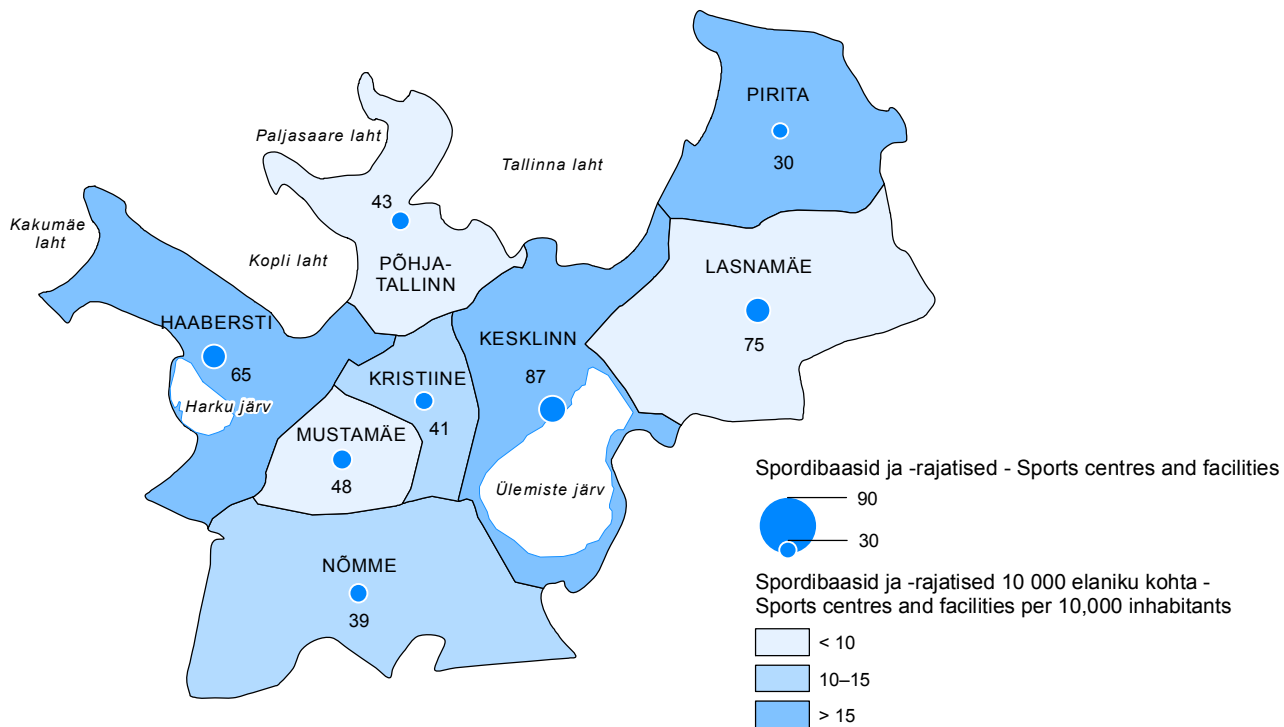 PIRITA
30
Paljasaare laht
Tallinna laht
43
Kakumäe
laht
Kopli laht
PÕHJA-
TALLINN
LASNAMÄE
75
HAABERSTI
65
KESKLINN
87
KRISTIINE
41
Harku järv
MUSTAMÄE
48
Ülemiste järv
NÕMME
39
Spordibaasid ja -rajatised - Sports centres and facilities
90
30
Spordibaasid ja -rajatised 10 000 elaniku kohta -
Sports centres and facilities per 10,000 inhabitants
< 10
10–15
> 15